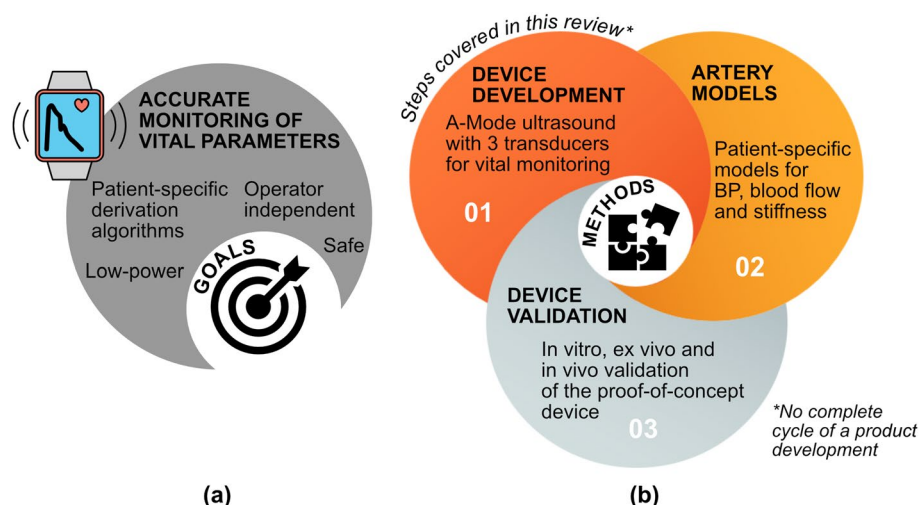 ACCURATE
MONITORING OF
VITAL PARAMETERS
Patient-specific
derivation
algorithms
Operator
independent
Low-power
Safe
GOALS
(a)
Steps covered in this review*
DEVICE
DEVELOPMENT
A-Mode ultrasound
with 3 transducers
for vital monitoring
01
ARTERY
MODELS
Patient-specific
models for
BP, blood flow
and stiffness
02
METHODS
DEVICE
VALIDATION
In vitro, ex vivo and
in vivo validation
of the proof-of-concept
device
03
*No complete
cycle of a product
development
(b)